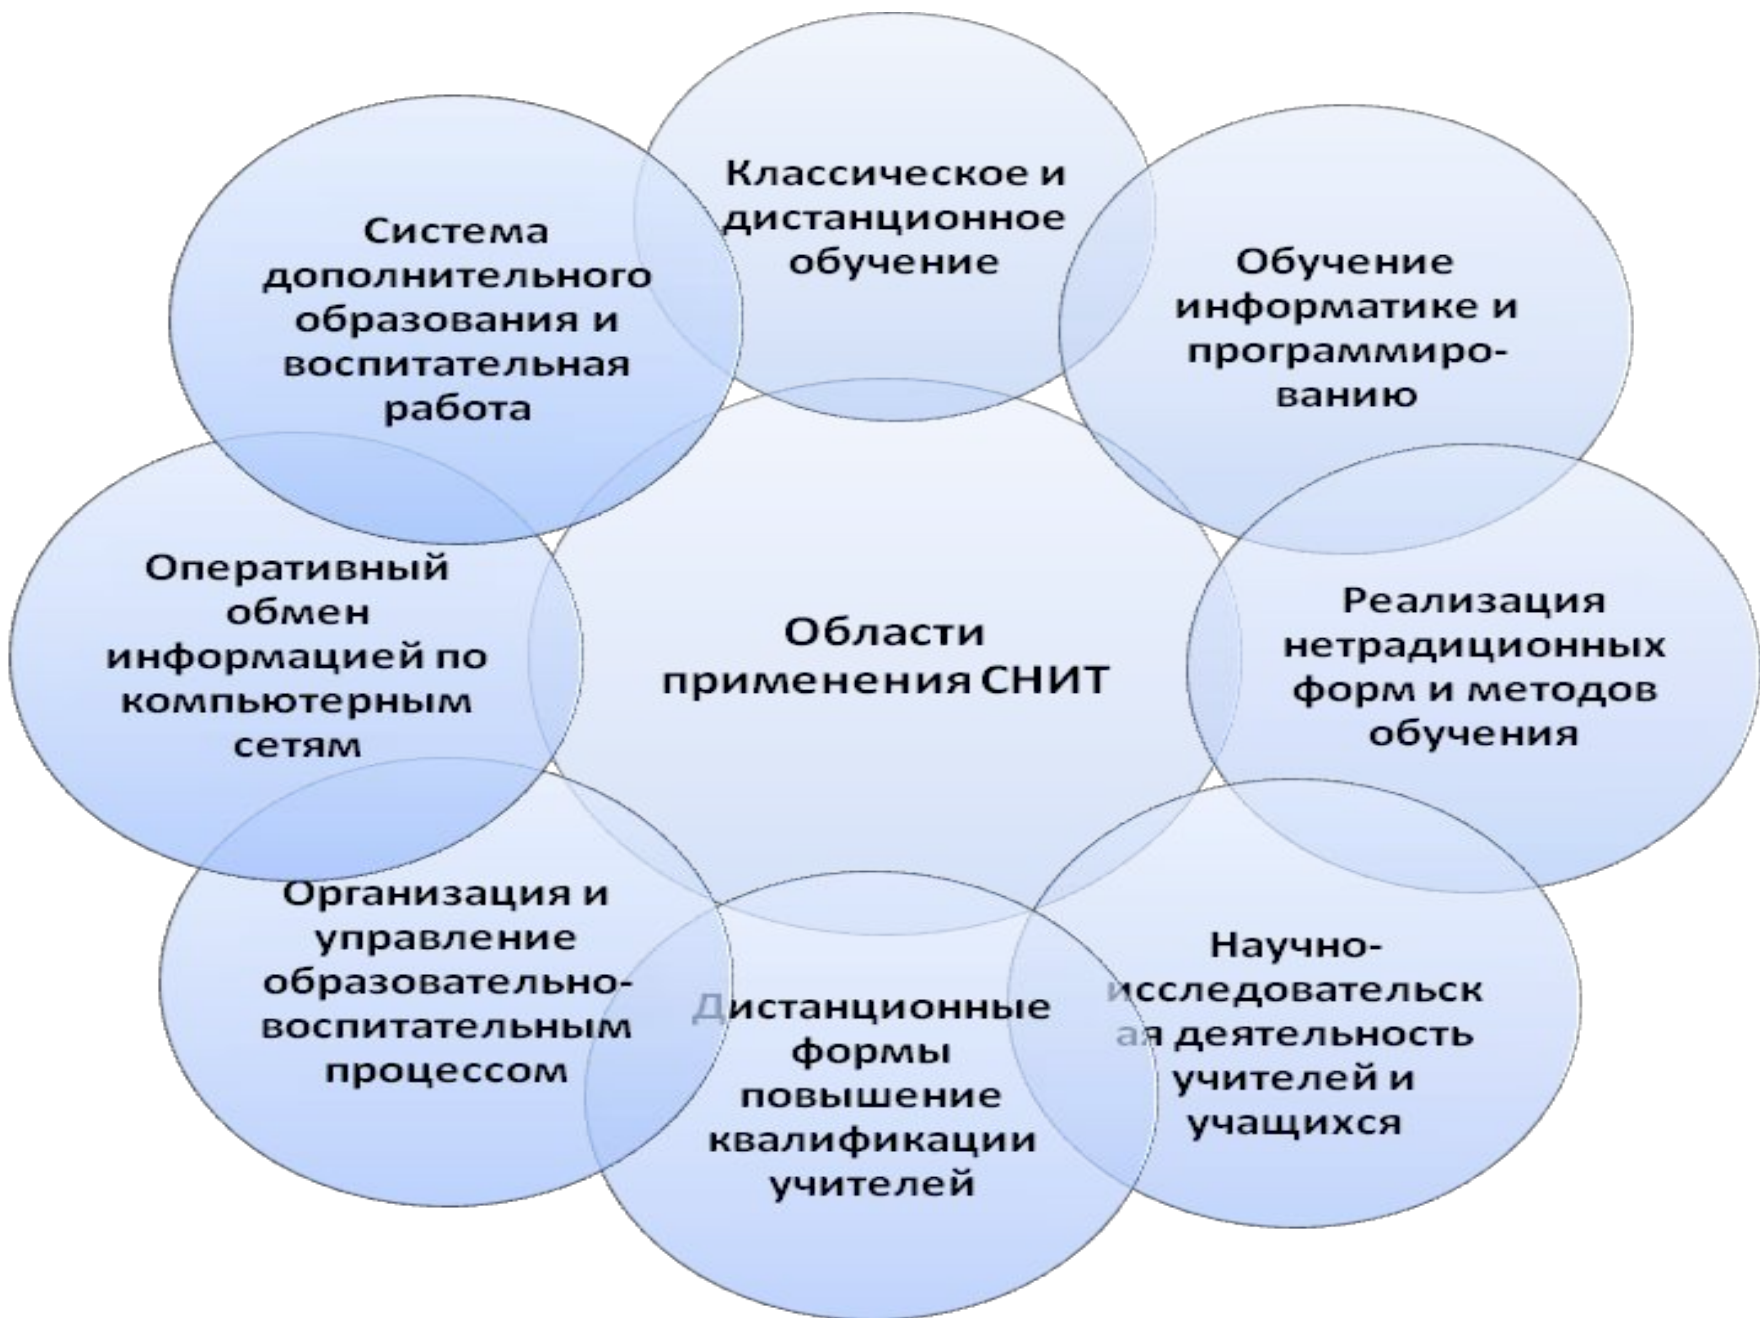 Классическое и
дистанционное
обучение
Обучение
информатике и
программиро-
ванию
Реализация
нетрадиционных
форм и методов
обучения
Научно-
исследовательск
ая деятельность
учителей и
учащихся
Дистанционные
формы
повышение
квалификации
учителей
Организация и
управление
образовательно-
воспитательным
процессом
Оперативный
обмен
информацией по
компьютерным
сетям
Система
дополнительного
образования и
воспитательная
работа
Области
применения СНИТ